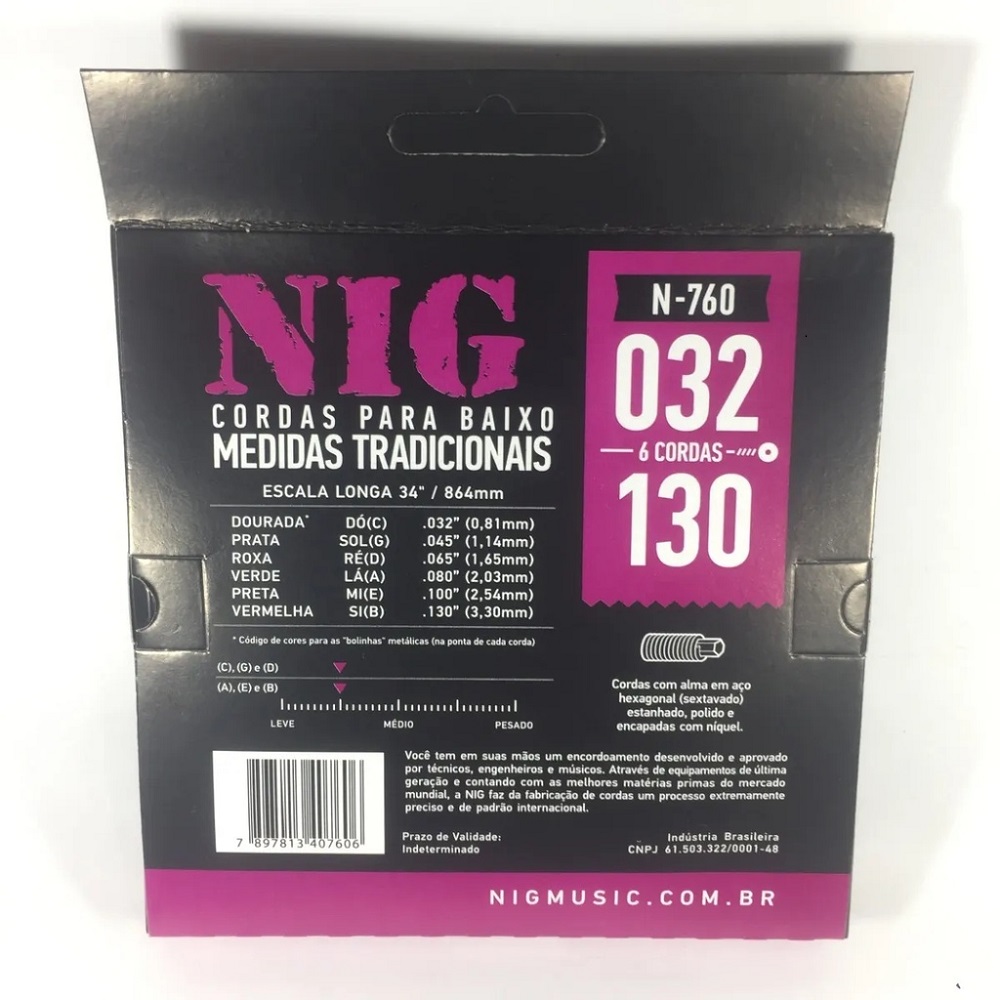 NIG
CORDAS PARA BAIXO
MEDIDAS TRADICIONAIS
ESCALA LONGA 34" / 864mm
DOURADA* DÓ(C) .032" (0,81mm)
PRATA SOL(G) .045" (1,14mm)
ROXA RÉ(D) .065" (1,65mm)
VERDE LÁ(A) .080" (2,03mm)
PRETA MI(E) .100" (2,54mm)
VERMELHA SI(B) .130" (3,30mm)
* Código de cores para as "bolinhas" metálicas (na ponta de cada corda)
(C), (G) e (D)
(A), (E) e (B)
LEVE MÉDIO PESADO
N-760
032
6 CORDAS
130
Cordas com alma em aço
hexagonal (sextavado)
estanhado, polido e
encapadas com níquel.
Você tem em suas mãos um encordoamento desenvolvido e aprovado
por técnicos, engenheiros e músicos. Através de equipamentos de última
geração e contando com as melhores matérias primas do mercado
mundial, a NIG faz da fabricação de cordas um processo extremamente
preciso e de padrão internacional.
7 897813 407606
Prazo de Validade:
Indeterminado
Indústria Brasileira
CNPJ 61.503.322/0001-48
NIGMUSIC.COM.BR